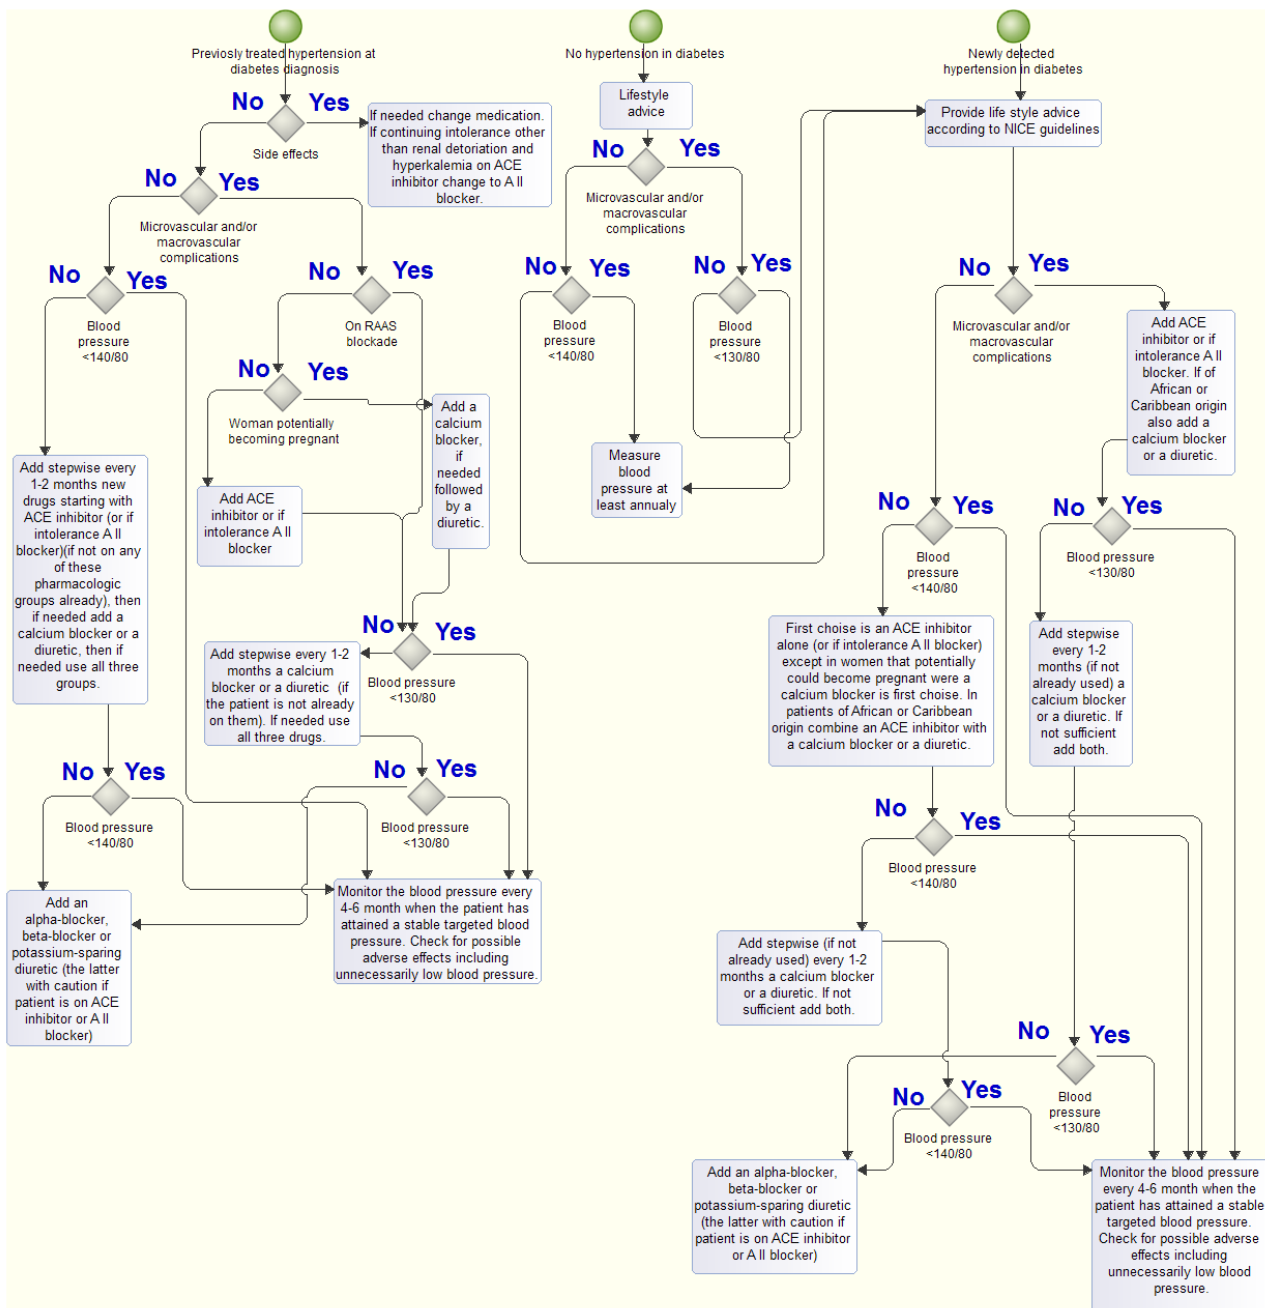 Previosly treated hypertension at
diabetes diagnosis
No hypertension in diabetes
Newly detected
hypertension in diabetes
No
Yes
Side effects
If needed change medication.
If continuing intolerance other
than renal detoriation and
hyperkalemia on ACE
inhibitor change to A II
blocker.
Lifestyle
advice
Provide life style advice
according to NICE guidelines
No
Yes
Microvascular and/or
macrovascular
complications
No
Yes
Microvascular and/or
macrovascular
complications
No
Yes
Blood
pressure
<140/80
No
Yes
On RAAS
blockade
No
Yes
Blood
pressure
<140/80
No
Yes
Blood
pressure
<130/80
No
Yes
Microvascular and/or
macrovascular
complications
Add ACE
inhibitor or if
intolerance A II
blocker. If of
African or
Caribbean origin
also add a
calcium blocker
or a diuretic.
No
Yes
Woman potentially
becoming pregnant
Add a
calcium
blocker,
if
needed
followed
by a
diuretic.
Add stepwise every
1-2 months new
drugs starting with
ACE inhibitor (or if
intolerance A II
blocker)(if not on any
of these
pharmacologic
groups already), then
if needed add a
calcium blocker or a
diuretic, then if
needed use all three
groups.
Add ACE
inhibitor or if
intolerance A II
blocker
Measure
blood
pressure at
least annualy
No
Yes
Blood
pressure
<140/80
No
Yes
Blood pressure
<130/80
No
Yes
Blood pressure
<130/80
Add stepwise every 1-2
months a calcium
blocker or a diuretic (if
the patient is not already
on them). If needed use
all three drugs.
First choise is an ACE inhibitor
alone (or if intolerance A II blocker)
except in women that potentially
could become pregnant were a
calcium blocker is first choise. In
patients of African or Caribbean
origin combine an ACE inhibitor with
a calcium blocker or a diuretic.
Add stepwise
every 1-2
months (if not
already used) a
calcium blocker
or a diuretic. If
not sufficient
add both.
No
Yes
Blood pressure
<140/80
No
Yes
Blood pressure
<130/80
No
Yes
Blood pressure
<140/80
Add an
alpha-blocker,
beta-blocker or
potassium-sparing
diuretic (the latter
with caution if
patient is on ACE
inhibitor or A II
blocker)
Monitor the blood pressure every
4-6 month when the patient has
attained a stable targeted blood
pressure. Check for possible
adverse effects including
unnecessarily low blood pressure.
Add stepwise (if not
already used) every 1-2
months a calcium blocker
or a diuretic. If not
sufficient add both.
No
Yes
Blood
pressure
<130/80
No
Yes
Blood pressure
<140/80
Add an alpha-blocker,
beta-blocker or
potassium-sparing diuretic
(the latter with caution if
patient is on ACE inhibitor
or A II blocker)
Monitor the blood pressure
every 4-6 month when the
patient has attained a stable
targeted blood pressure.
Check for possible adverse
effects including
unnecessarily low blood
pressure.